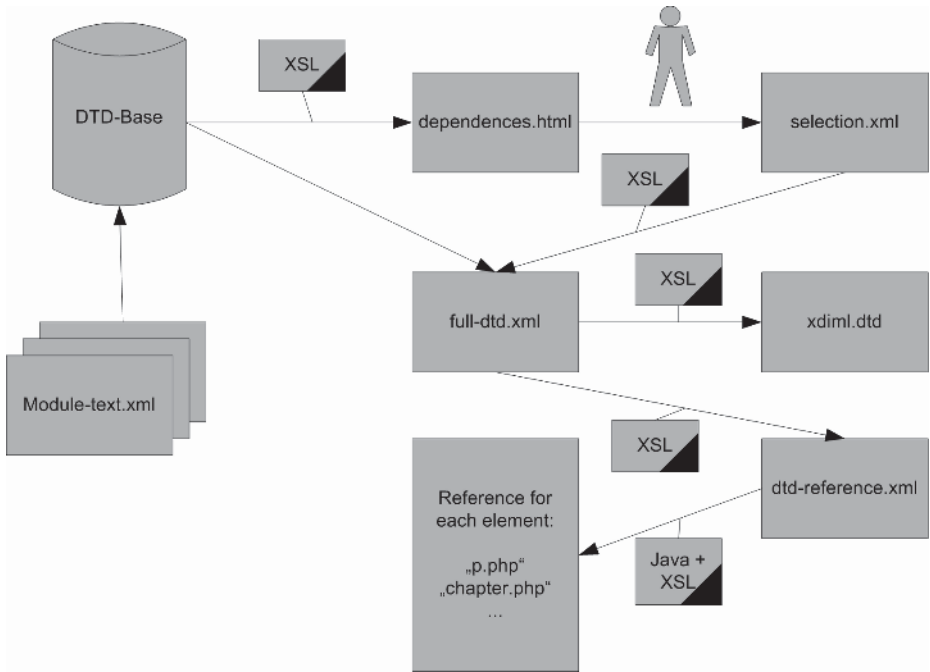 XSL
DTD-Base
dependences.html
selection.xml
XSL
XSL
full-dtd.xml
xdiml.dtd
Module-text.xml
XSL
dtd-reference.xml
Reference for
each element:
„p.php“
„chapter.php“
...
Java +
XSL